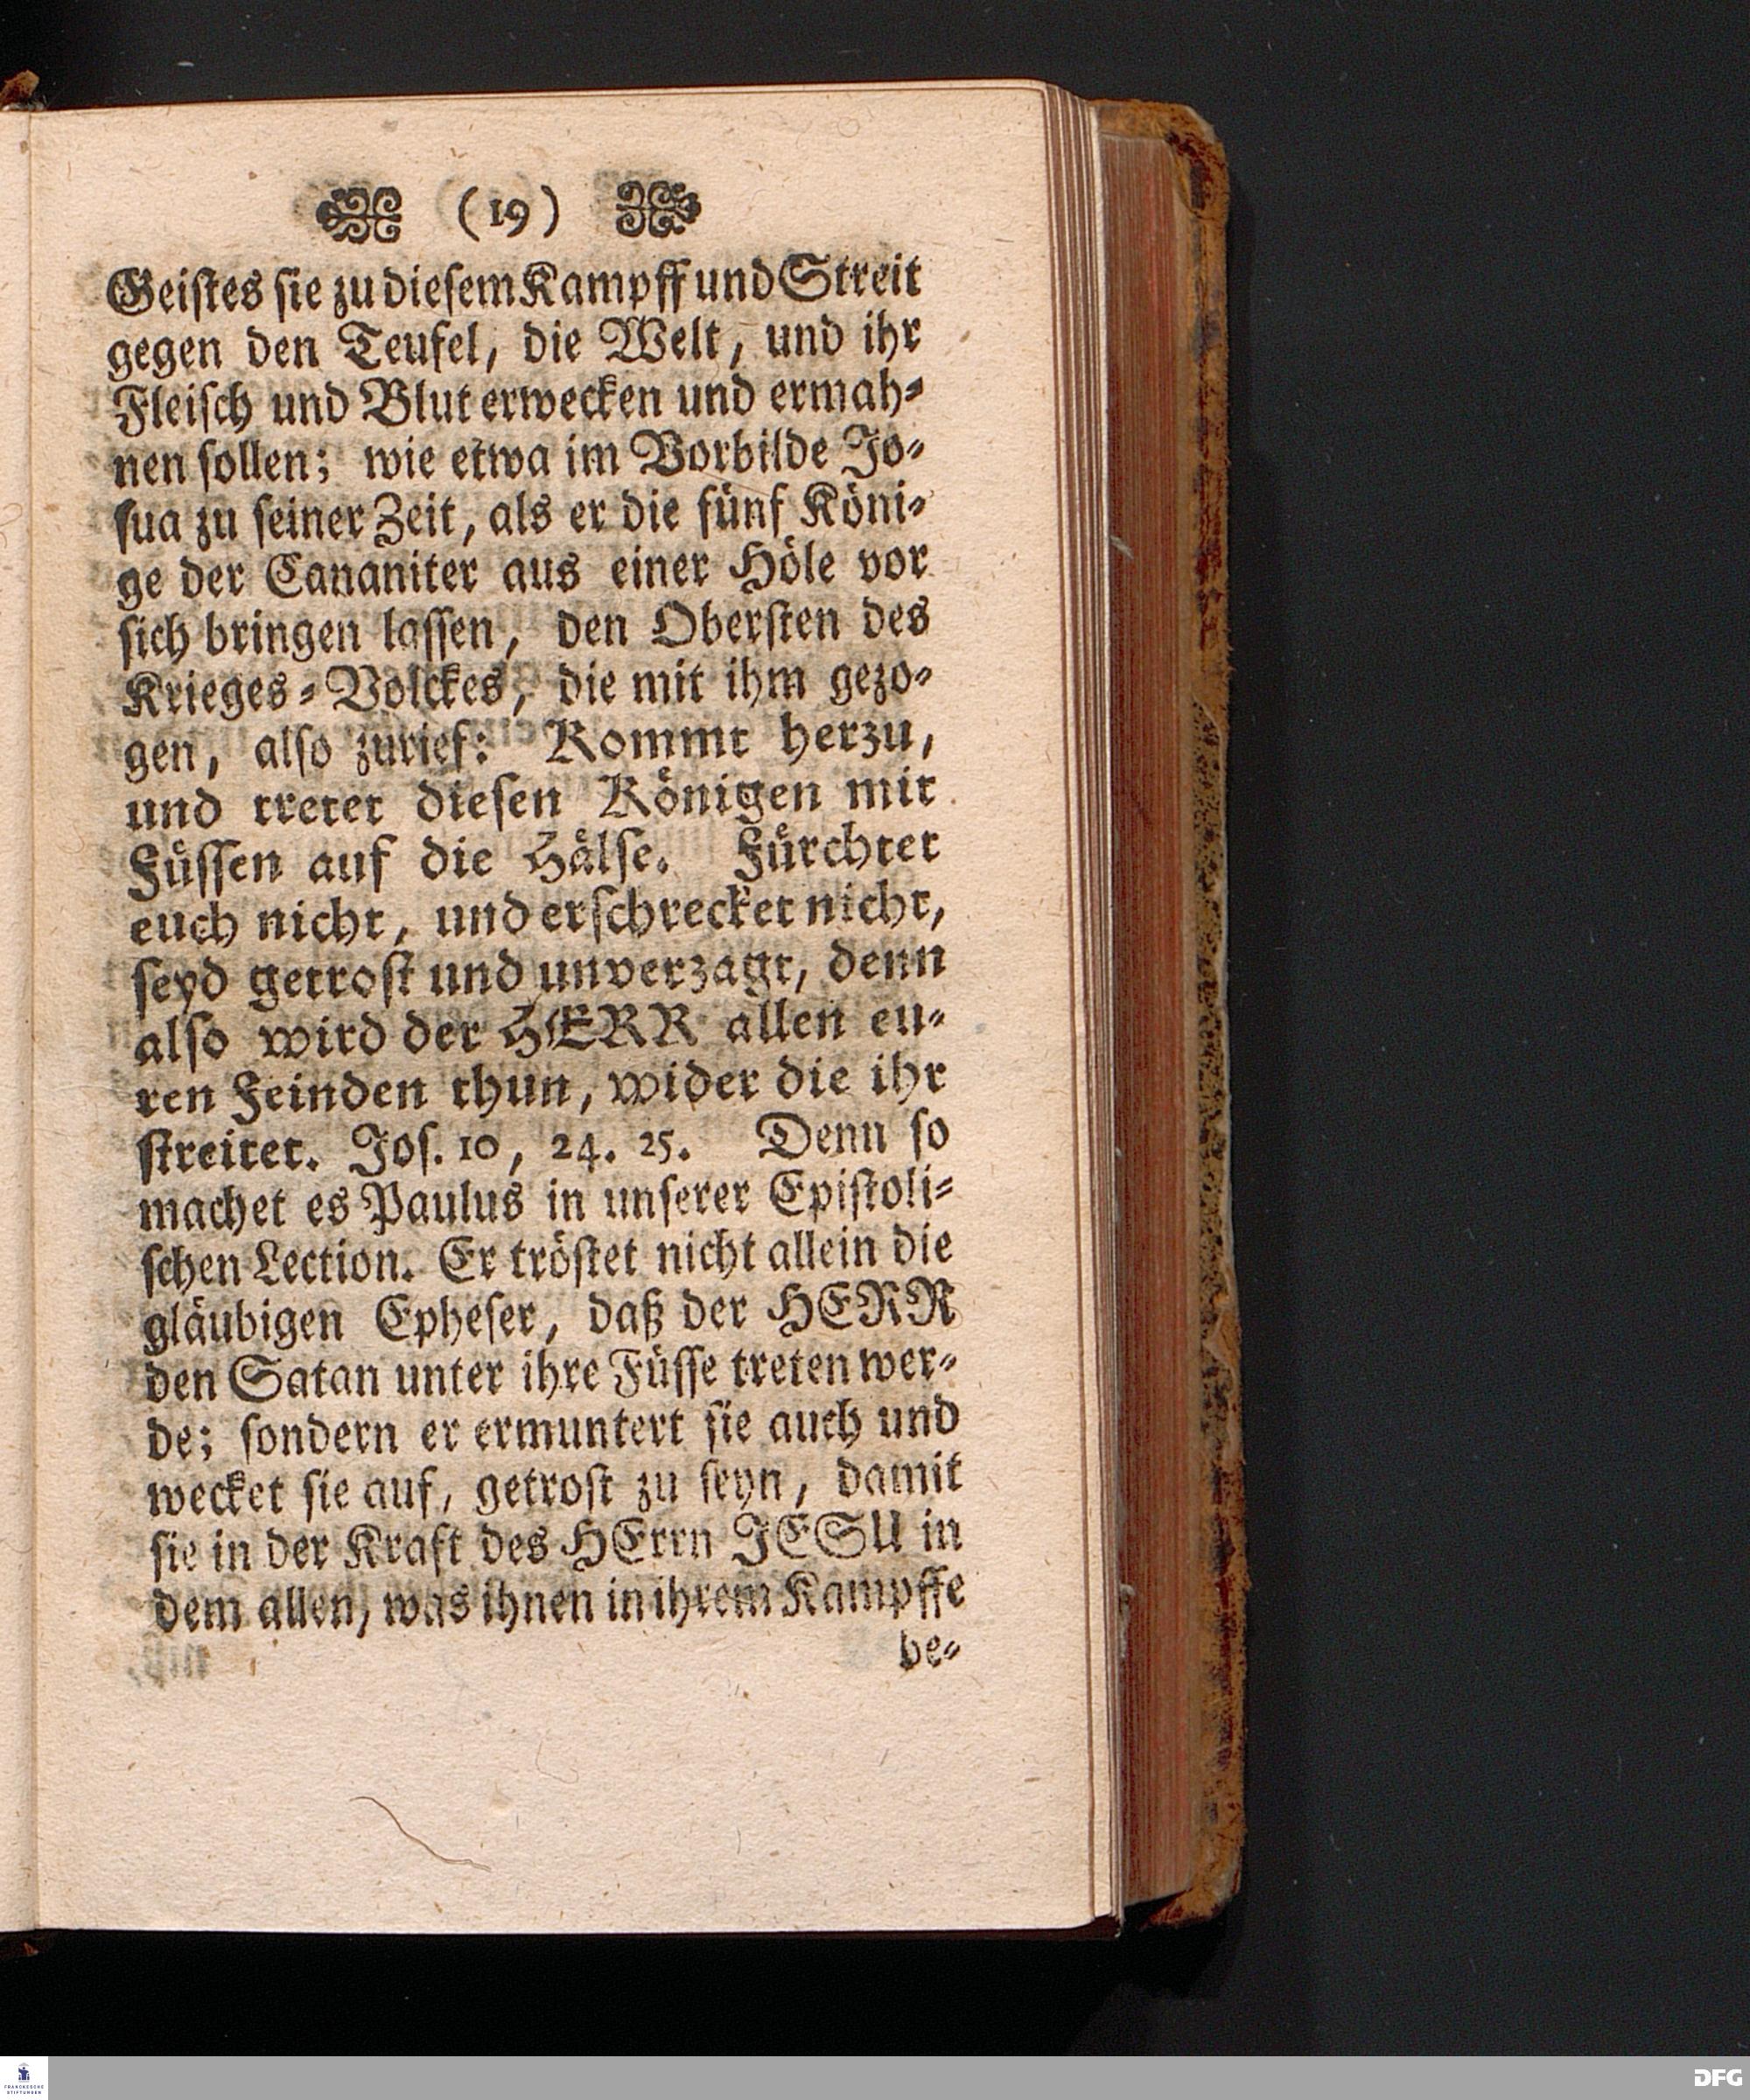 (19)
Geistes sie zu diesem Kampff und Streit
gegen den Teufel, die Welt, und ihr
Fleisch und Blut erwecken und ermah⸗
nen sollen; wie etwa im Vorbilde Jo⸗
sua zu seiner Zeit, als er die fünf Köni⸗
ge der Cananiter aus einer Höle vor
sich bringen lassen, den Obersten des
Krieges⸗Volckes, die mit ihm gezo⸗
gen, also zurief: Kommt herzu,
und tretet diesen Königen mit
Füssen auf die Hälse. Fürchtet
euch nicht, und erschrecket nicht,
seyd getrost und unverzagt, denn
also wird der HERR allen eu⸗
ren Feinden thun, wider die ihr
streitet. Jos. 10, 24. 25. Denn so
machet es Paulus in unserer Epistoli⸗
schen Lection. Er tröstet nicht allein die
gläubigen Epheser, daß der HERR
den Satan unter ihre Füsse treten wer⸗
de; sondern er ermuntert sie auch und
wecket sie auf, getrost zu seyn, damit
sie in der Kraft des HErrn JESU in
dem allen, was ihnen in ihrem Kampffe
be⸗
FRANCKESCHE
STIFTUNGEN
DFG